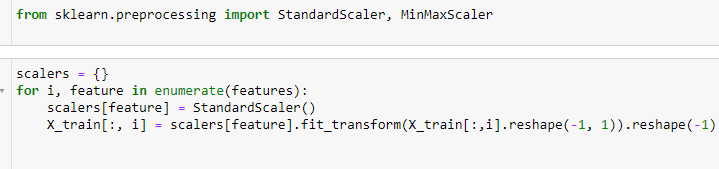 from sklearn.preprocessing import StandardScaler, MinMaxScaler
scalers = {}
for i, feature in enumerate(features):
    scalers[feature] = StandardScaler()
    X_train[:, i] = scalers[feature].fit_transform(X_train[:,i].reshape(-1, 1)).reshape(-1)